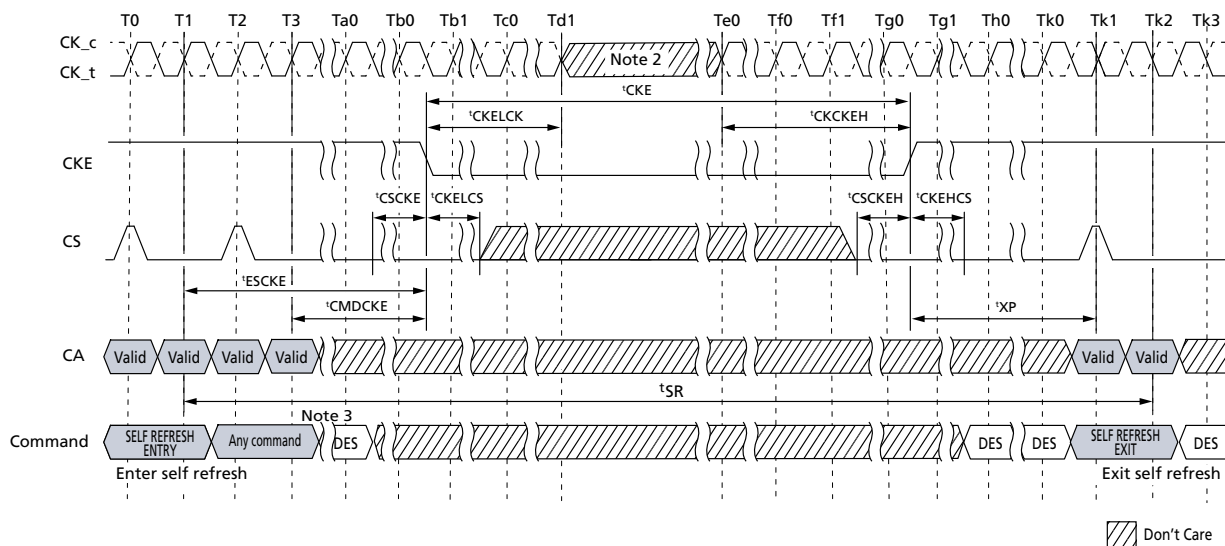 T0 T1 T2 T3 Ta0 Tb0 Tb1 Tc0 Td1 Te0 Tf0 Tf1 Tg0 Tg1 Th0 Tk0 Tk1 Tk2 Tk3
CK_c
CK_t
Note 2
tCKE
tCKELCK tCKCKEH
CKE
tCSCKE tCKELCS tCSCKEH tCKEHCS
CS
tESCKE
tCMDCKE tXP
CA Valid Valid Valid Valid Valid Valid
tSR
Note 3
Command SELF REFRESH ENTRY Any command DES DES DES SELF REFRESH EXIT DES
Enter self refresh Exit self refresh
Don't Care